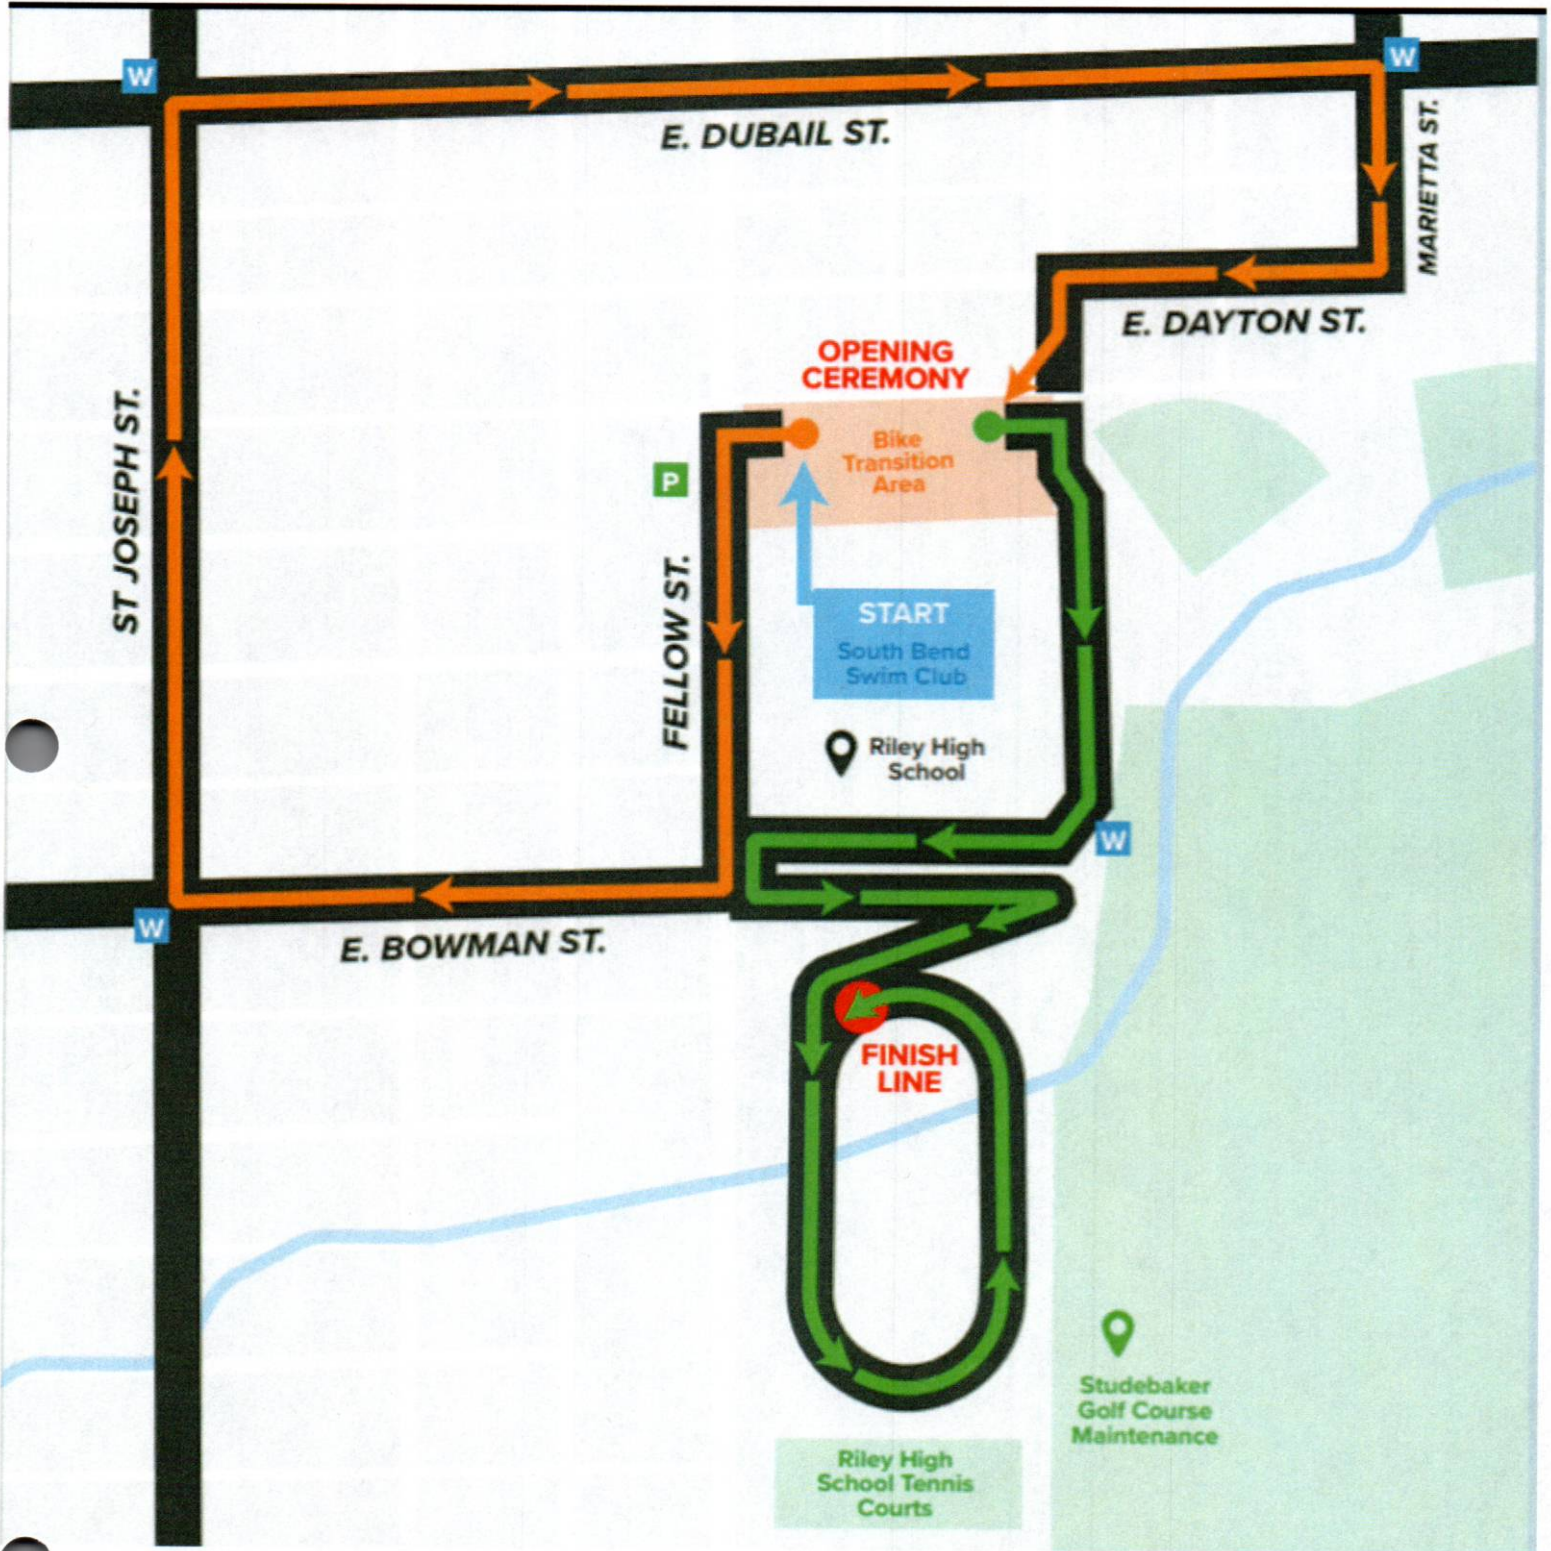 W
W
E. DUBAIL ST.
MARIETTA ST.
E. DAYTON ST.
OPENING
CEREMONY
Bike
Transition
Area
P
ST JOSEPH ST.
FELLOW ST.
START
South Bend
Swim Club
Riley High
School
W
W
E. BOWMAN ST.
FINISH
LINE
Studebaker
Golf Course
Maintenance
Riley High
School Tennis
Courts